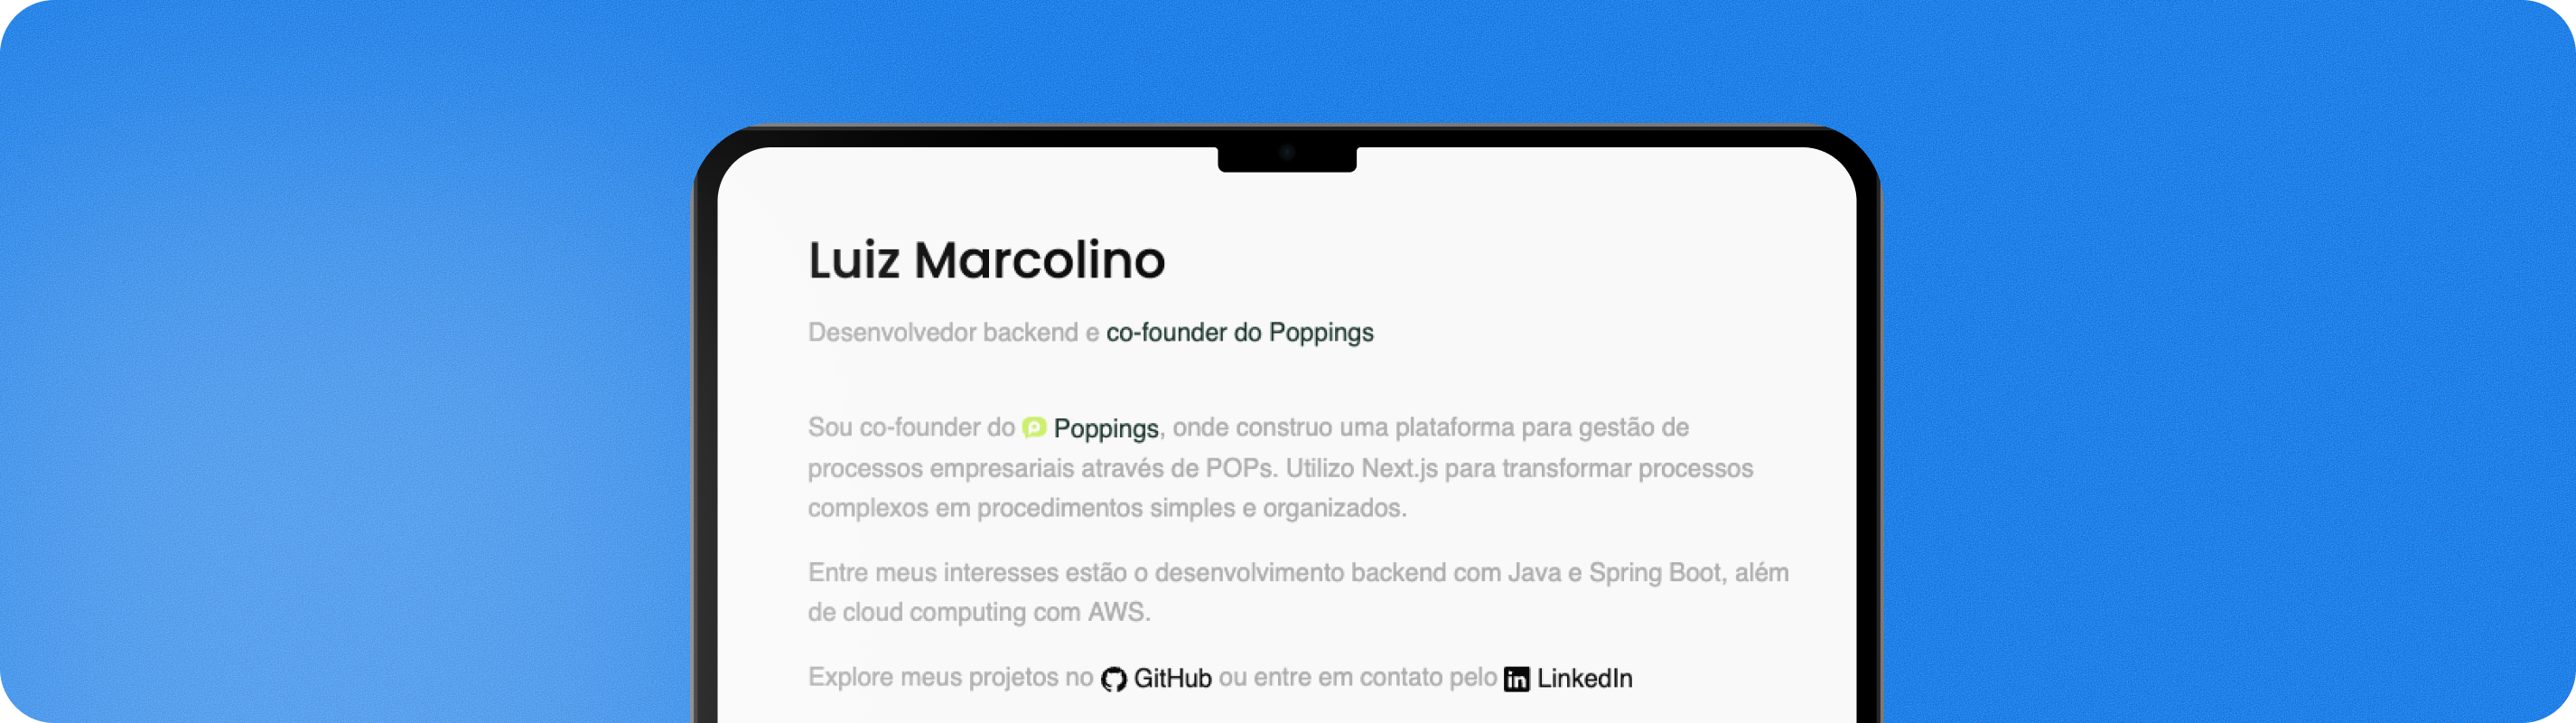 Luiz Marcolino
Desenvolvedor backend e co-founder do Poppings
Sou co-founder do Poppings, onde construo uma plataforma para gestão de
processos empresariais através de POPs. Utilizo Next.js para transformar processos
complexos em procedimentos simples e organizados.
Entre meus interesses estão o desenvolvimento backend com Java e Spring Boot, além
de cloud computing com AWS.
Explore meus projetos no GitHub ou entre em contato pelo LinkedIn